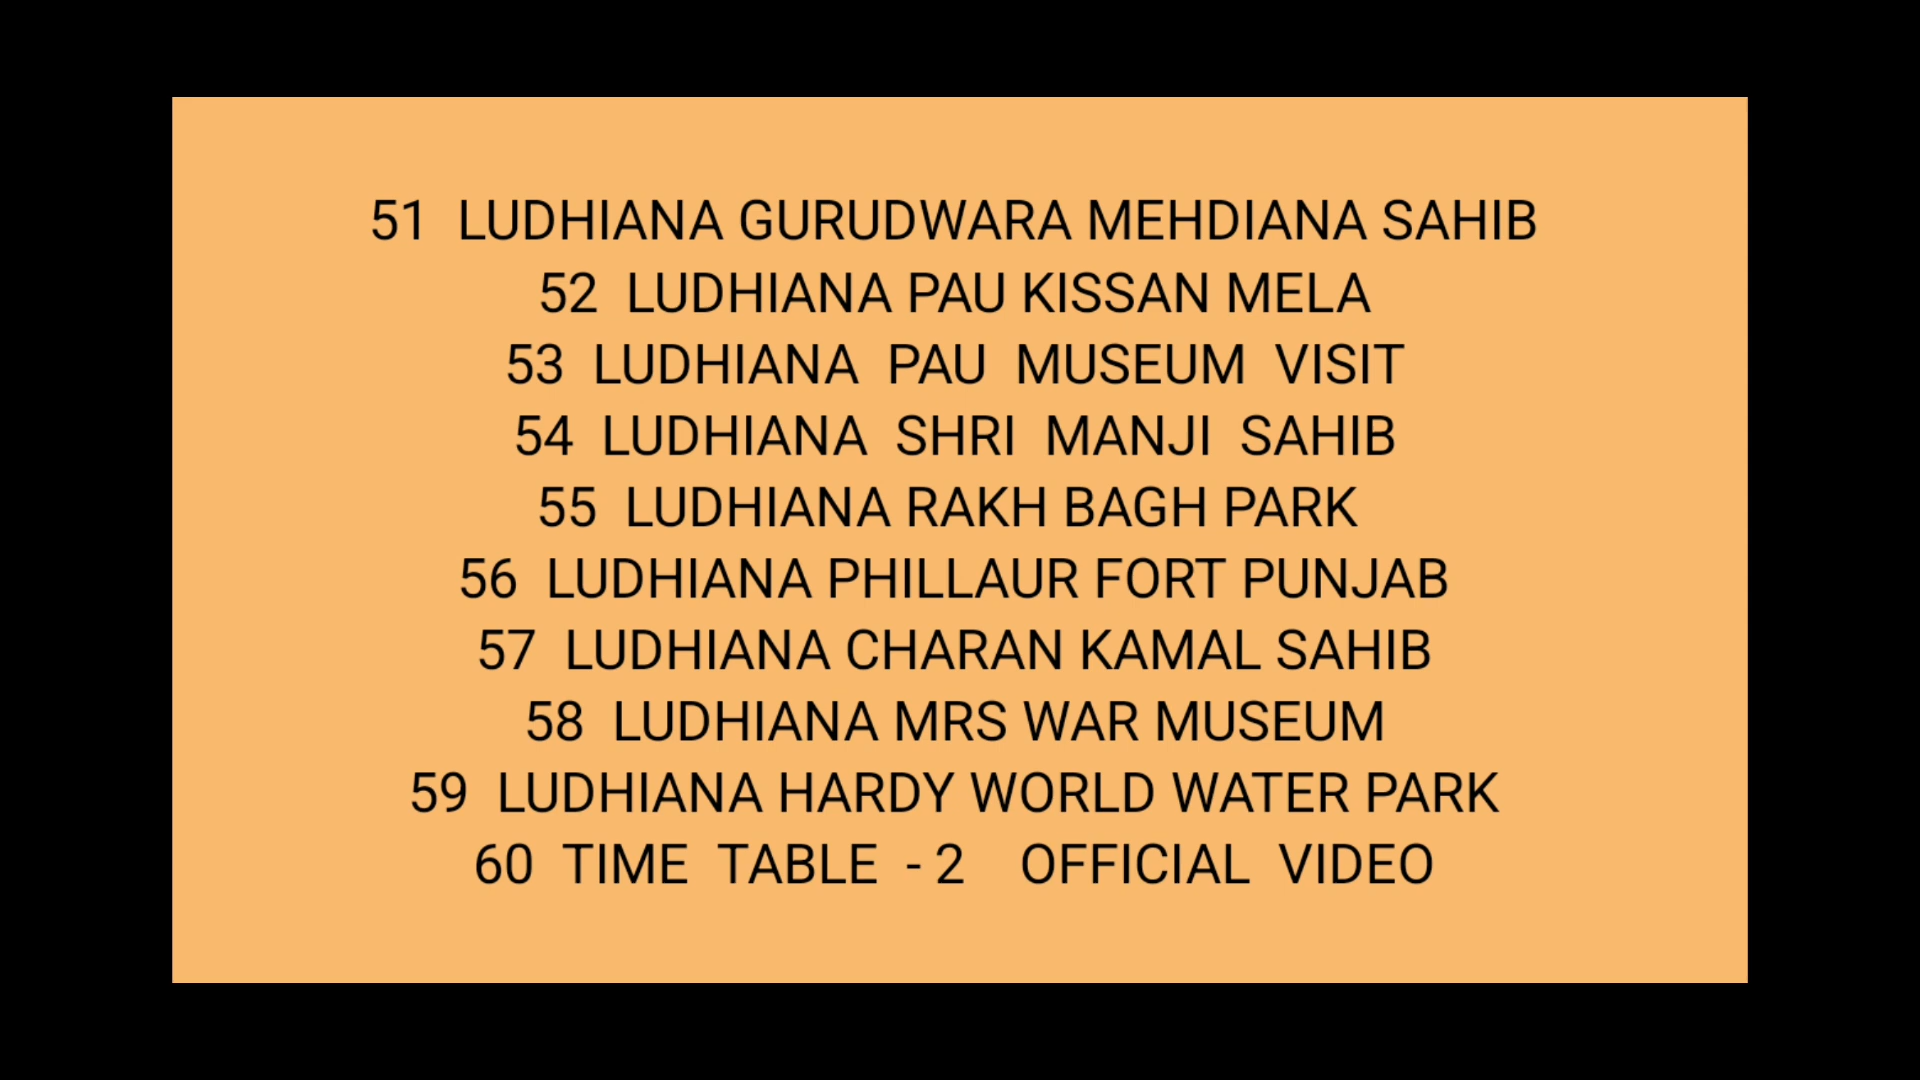 51 LUDHIANA GURUDWARA MEHDIANA SAHIB
52 LUDHIANA PAU KISSAN MELA
53 LUDHIANA PAU MUSEUM VISIT
54 LUDHIANA SHRI MANJI SAHIB
55 LUDHIANA RAKH BAGH PARK
56 LUDHIANA PHILLAUR FORT PUNJAB
57 LUDHIANA CHARAN KAMAL SAHIB
58 LUDHIANA MRS WAR MUSEUM
59 LUDHIANA HARDY WORLD WATER PARK
60 TIME TABLE - 2 OFFICIAL VIDEO